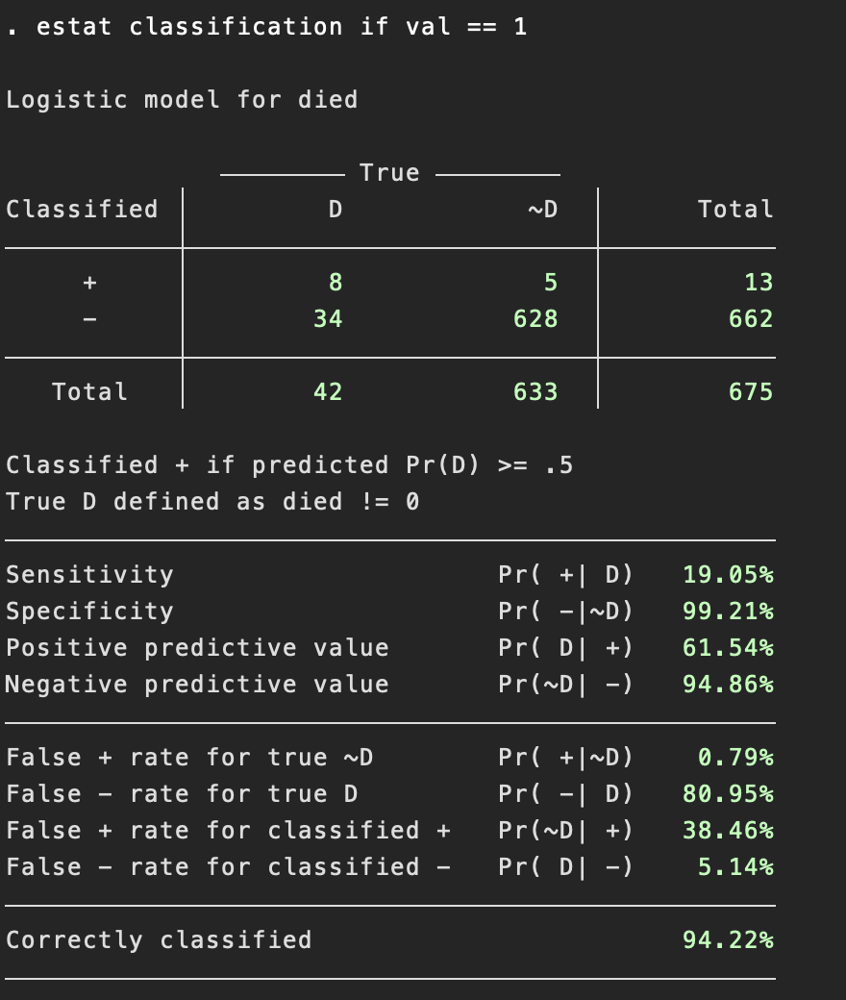 . estat classification if val == 1
Logistic model for died
True
Classified D ~D Total
+ 8 5 13
− 34 628 662
Total 42 633 675
Classified + if predicted Pr(D) >= .5
True D defined as died != 0
Sensitivity Pr( +| D) 19.05%
Specificity Pr( −|~D) 99.21%
Positive predictive value Pr( D| +) 61.54%
Negative predictive value Pr(~D| −) 94.86%
False + rate for true ~D Pr( +|~D) 0.79%
False − rate for true D Pr( −| D) 80.95%
False + rate for classified + Pr(~D| +) 38.46%
False − rate for classified − Pr( D| −) 5.14%
Correctly classified 94.22%